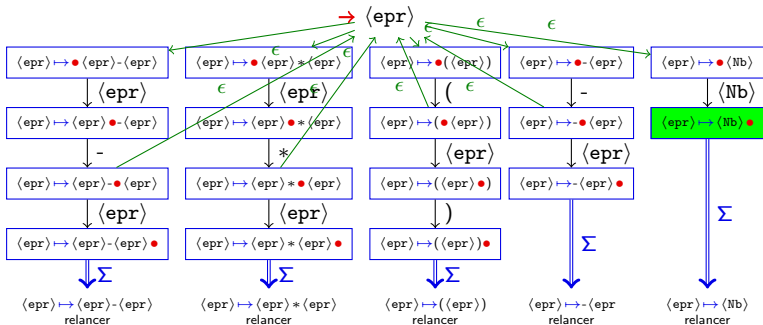 → ⟨epr⟩
ϵ ϵ ϵ ϵ
⟨epr⟩↦●⟨epr⟩-⟨epr⟩ ⟨epr⟩↦●⟨epr⟩*⟨epr⟩ ⟨epr⟩↦●(⟨epr⟩) ⟨epr⟩↦●-⟨epr⟩ ⟨epr⟩↦●⟨Nb⟩
ϵ ϵ ϵ ϵ
⟨epr⟩ ⟨epr⟩ ( - ⟨Nb⟩
⟨epr⟩↦⟨epr⟩●-⟨epr⟩ ⟨epr⟩↦⟨epr⟩●*⟨epr⟩ ⟨epr⟩↦(●⟨epr⟩) ⟨epr⟩↦-●⟨epr⟩ ⟨epr⟩↦⟨Nb⟩●
- * ⟨epr⟩ ⟨epr⟩
⟨epr⟩↦⟨epr⟩-●⟨epr⟩ ⟨epr⟩↦⟨epr⟩*●⟨epr⟩ ⟨epr⟩↦(⟨epr⟩●) ⟨epr⟩↦-⟨epr⟩●
⟨epr⟩ ⟨epr⟩ ) Σ
⟨epr⟩↦⟨epr⟩-⟨epr⟩● ⟨epr⟩↦⟨epr⟩*⟨epr⟩● ⟨epr⟩↦(⟨epr⟩)● Σ
Σ Σ Σ
⟨epr⟩↦⟨epr⟩-⟨epr⟩ ⟨epr⟩↦⟨epr⟩*⟨epr⟩ ⟨epr⟩↦(⟨epr⟩) ⟨epr⟩↦-⟨epr ⟨epr⟩↦⟨Nb⟩
relancer relancer relancer relancer relancer